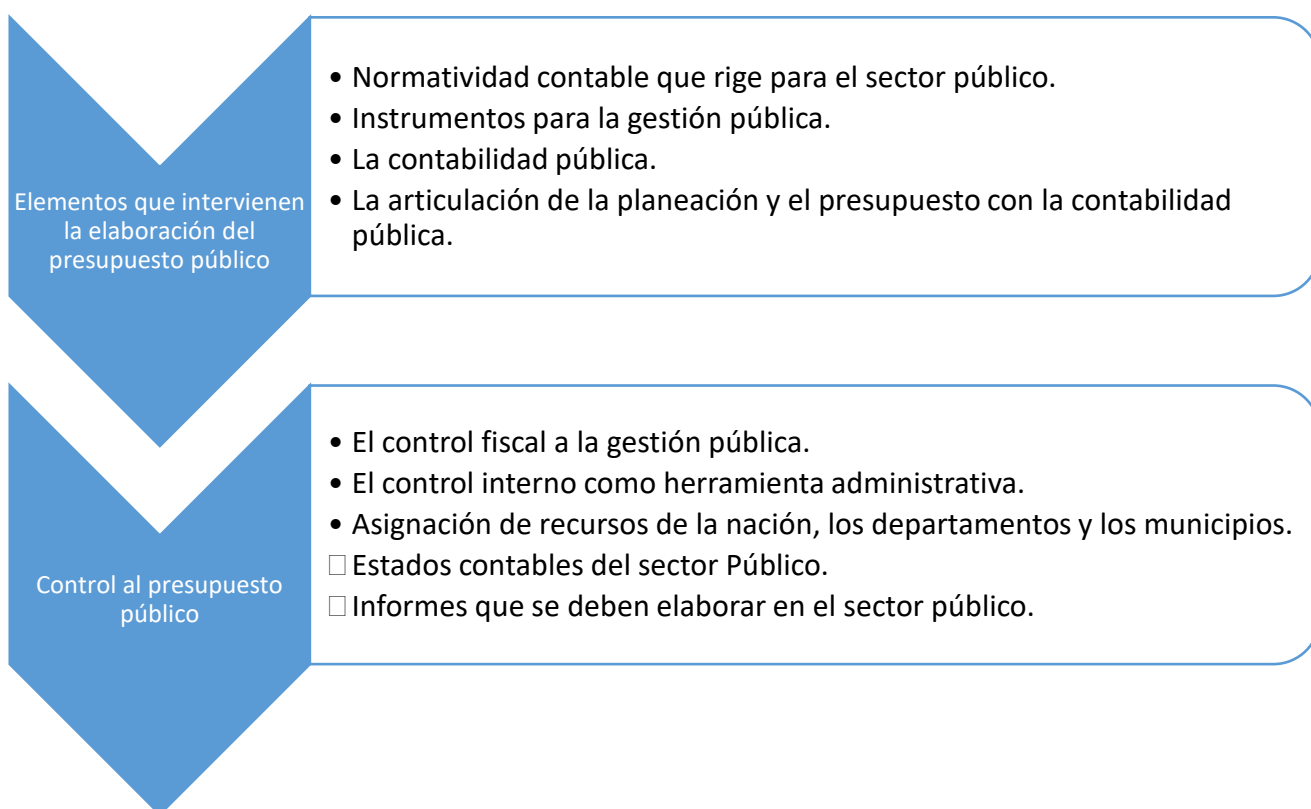 Elementos que intervienen
la elaboración del
presupuesto público
• Normatividad contable que rige para el sector público.
• Instrumentos para la gestión pública.
• La contabilidad pública.
• La articulación de la planeación y el presupuesto con la contabilidad
pública.
Control al presupuesto
público
• El control fiscal a la gestión pública.
• El control interno como herramienta administrativa.
• Asignación de recursos de la nación, los departamentos y los municipios.
□ Estados contables del sector Público.
□ Informes que se deben elaborar en el sector público.